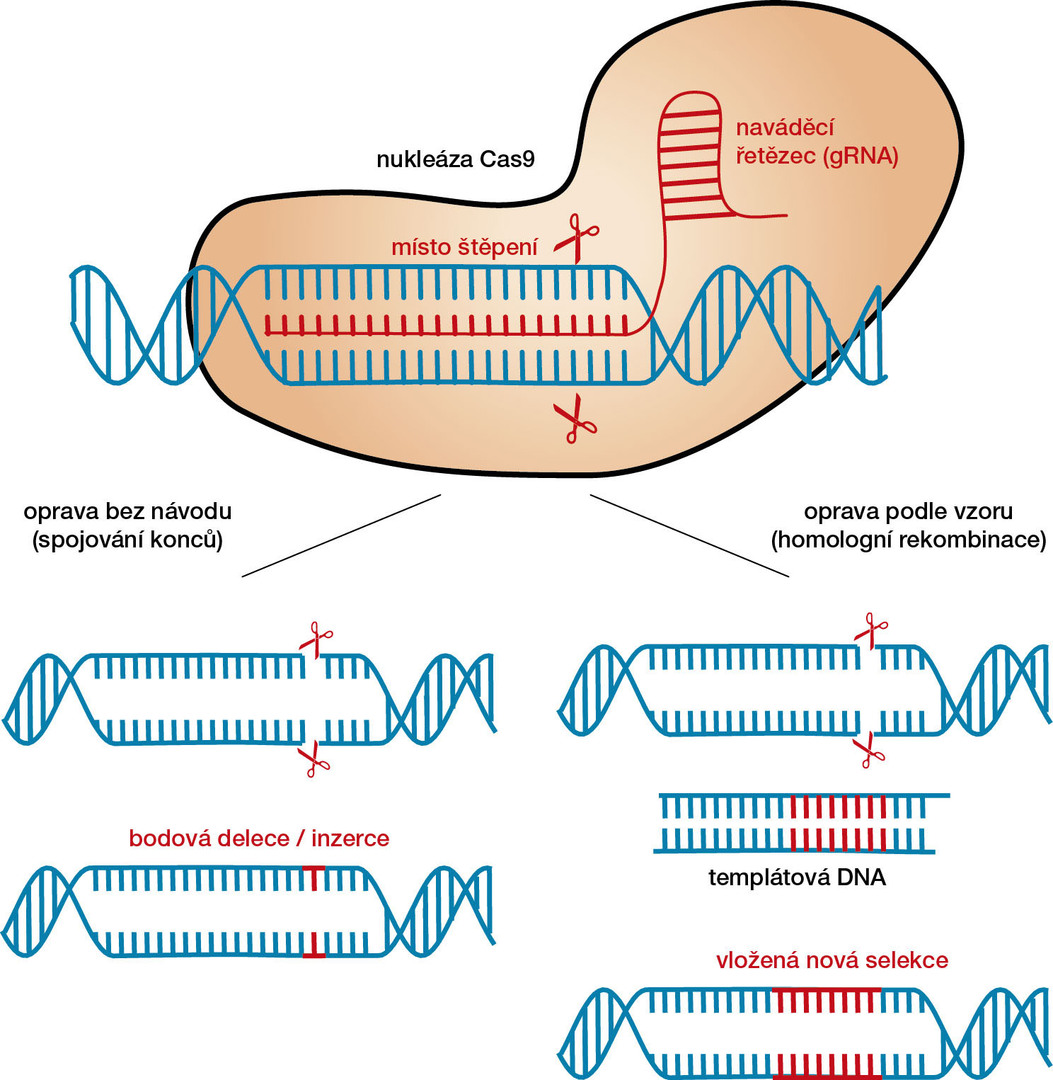 nukleáza Cas9
naváděcí
řetězec (gRNA)
místo štěpení
oprava bez návodu
(spojování konců)
oprava podle vzoru
(homologní rekombinace)
bodová delece / inzerce
templátová DNA
vložená nová selekce